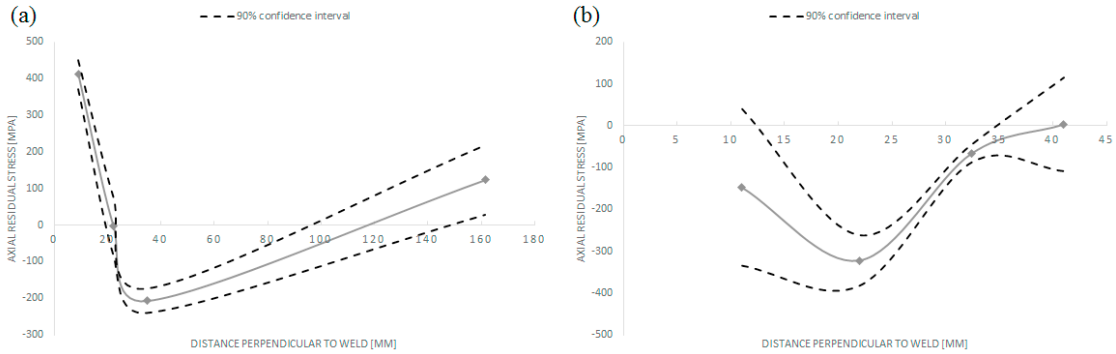 (a)
90% confidence interval
AXIAL RESIDUAL STRESS [MPA]
500
400
300
200
100
0
-100
-200
-300
0 20 40 60 80 100 120 140 160 180
DISTANCE PERPENDICULAR TO WELD [MM]
(b)
90% confidence interval
AXIAL RESIDUAL STRESS [MPA]
200
100
0
-100
-200
-300
-400
-500
0 5 10 15 20 25 30 35 40 45
DISTANCE PERPENDICULAR TO WELD [MM]